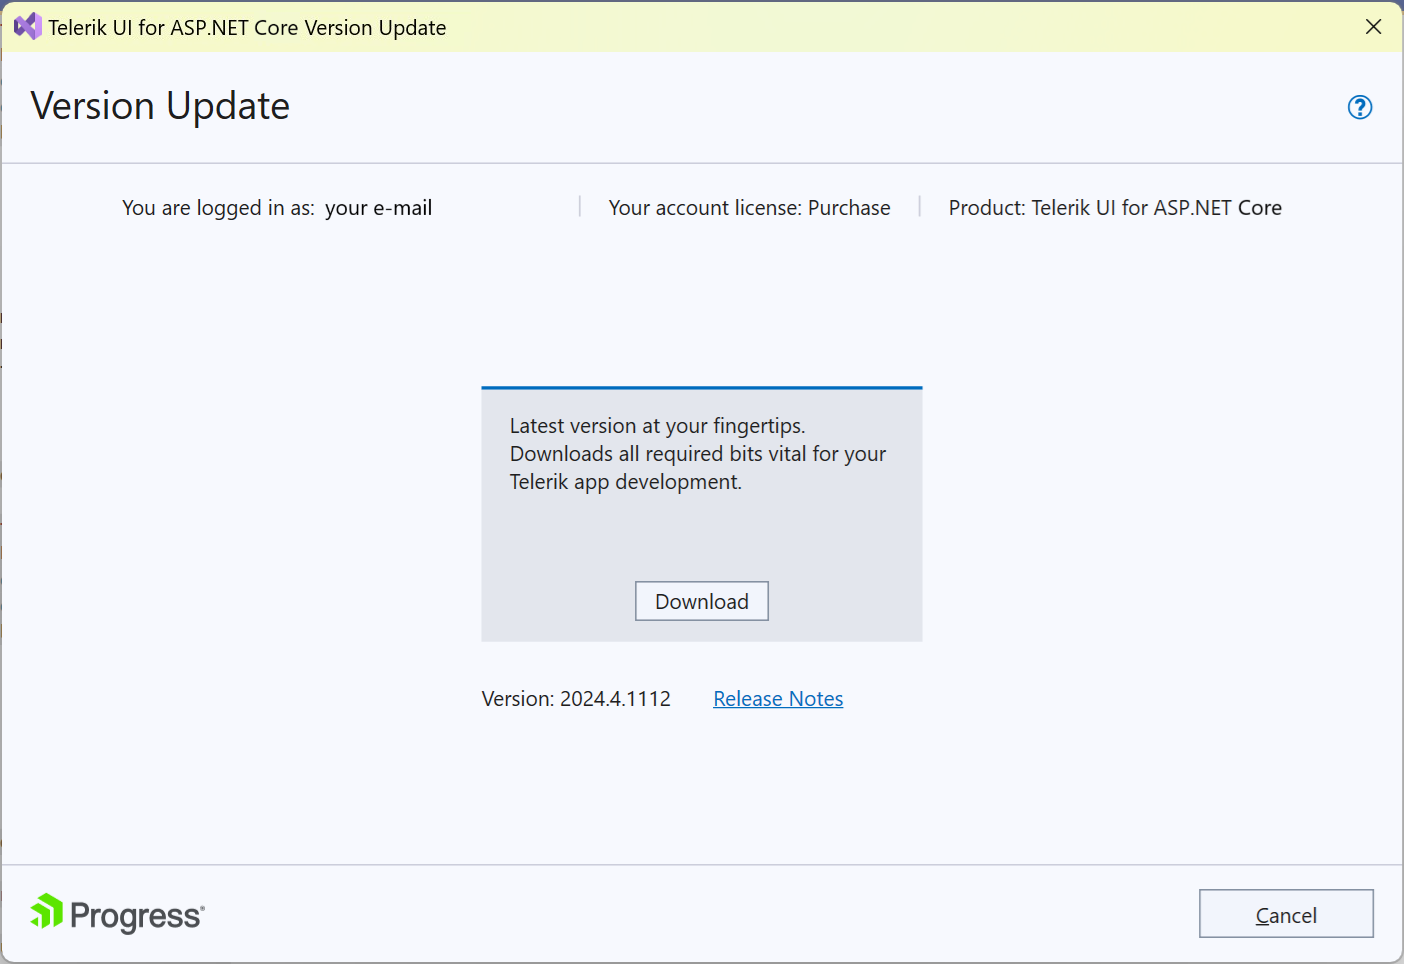 Telerik UI for ASP.NET Core Version Update
Version Update
?
You are logged in as: your e-mail
Your account license: Purchase
Product: Telerik UI for ASP.NET Core
Latest version at your fingertips.
Downloads all required bits vital for your
Telerik app development.
Download
Version: 2024.4.1112
Release Notes
Progress®
Cancel